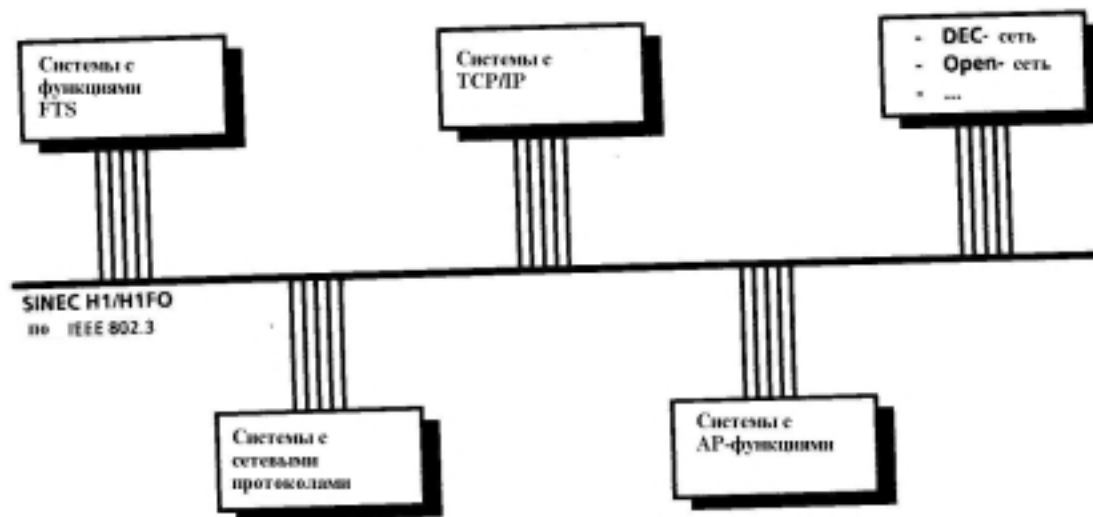 Системы с
функциями
FTS
Системы с
TCP/IP
- DEC- сеть
- Open- сеть
- ...
SINEC H1/H1FO
по IEEE 802.3
Системы с
сетевыми
протоколами
Системы с
АР-функциями